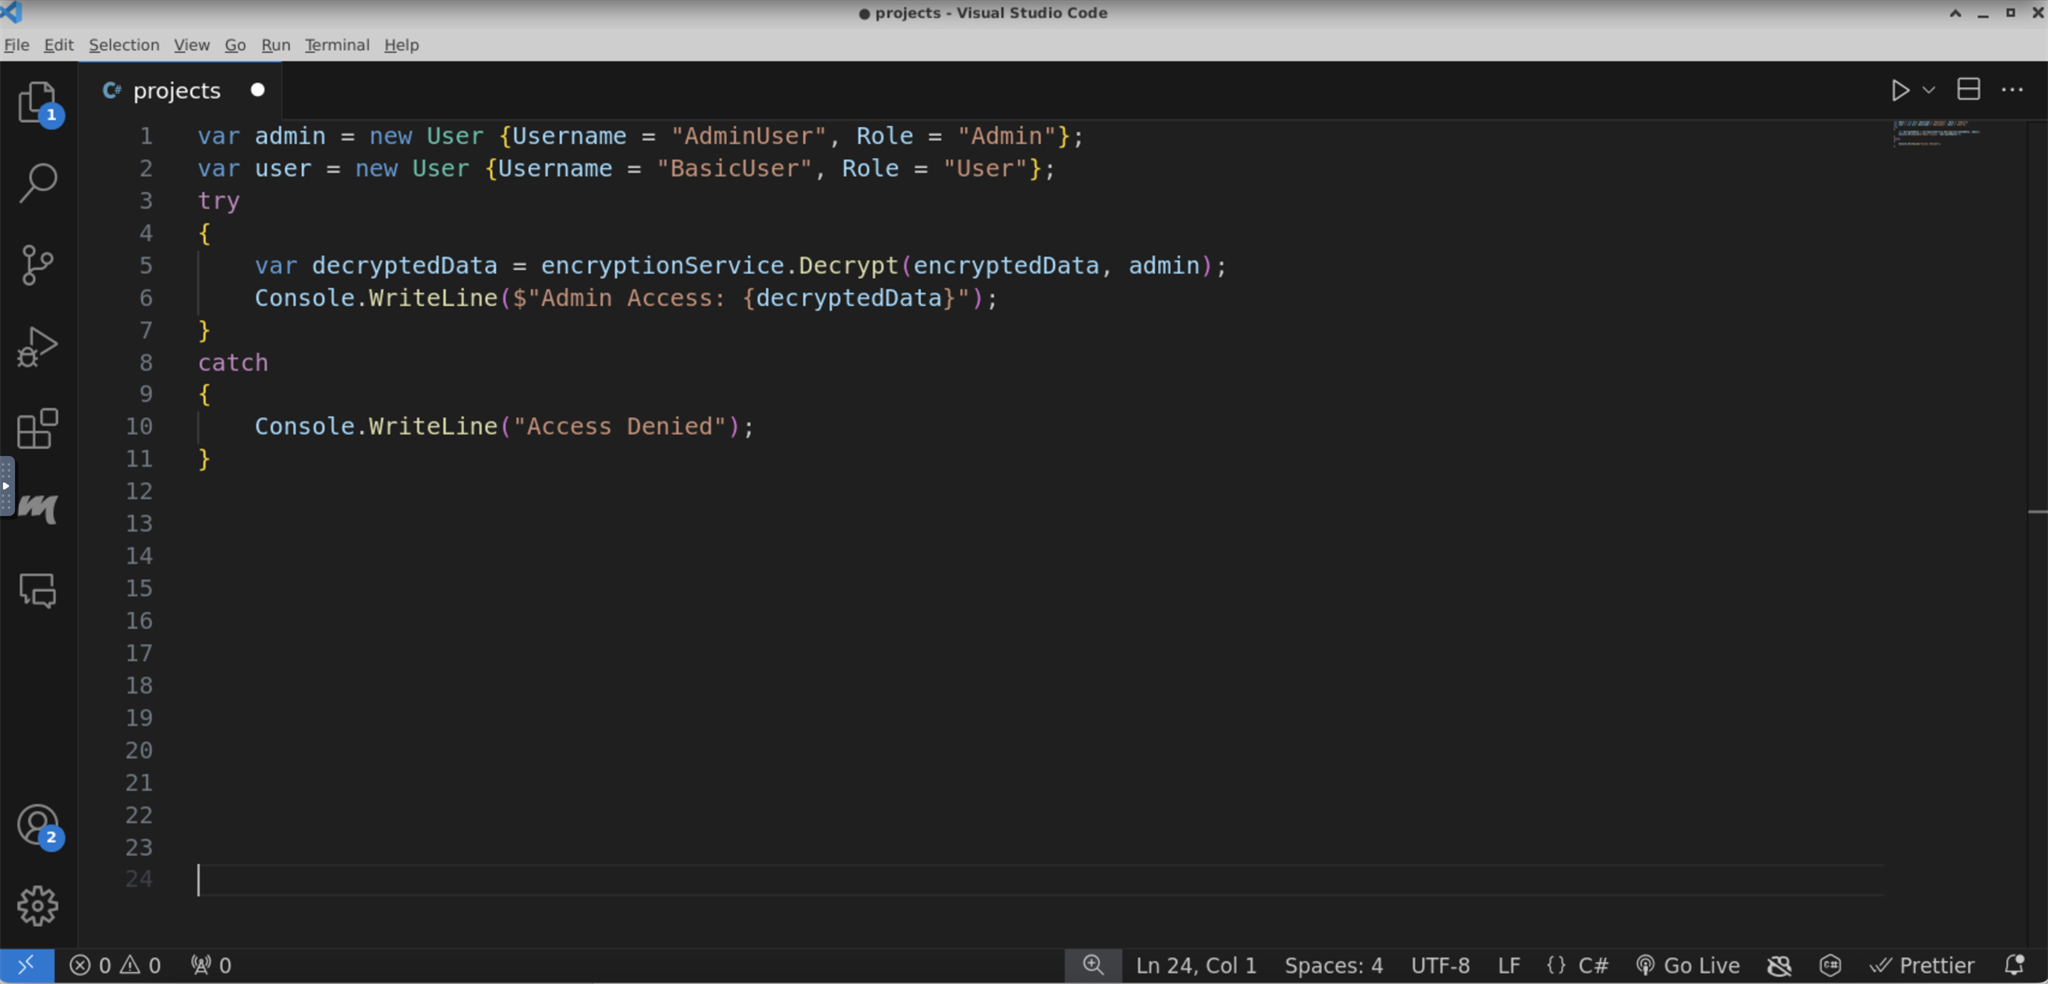 ● projects - Visual Studio Code
File Edit Selection View Go Run Terminal Help
C# projects
1 var admin = new User {Username = "AdminUser", Role = "Admin"};
2 var user = new User {Username = "BasicUser", Role = "User"};
3 try
4 {
5     var decryptedData = encryptionService.Decrypt(encryptedData, admin);
6     Console.WriteLine($"Admin Access: {decryptedData}");
7 }
8 catch
9 {
10     Console.WriteLine("Access Denied");
11 }
12
13
14
15
16
17
18
19
20
21
22
23
24
1
2
0 0 0 Ln 24, Col 1 Spaces: 4 UTF-8 LF {} C# Go Live Prettier